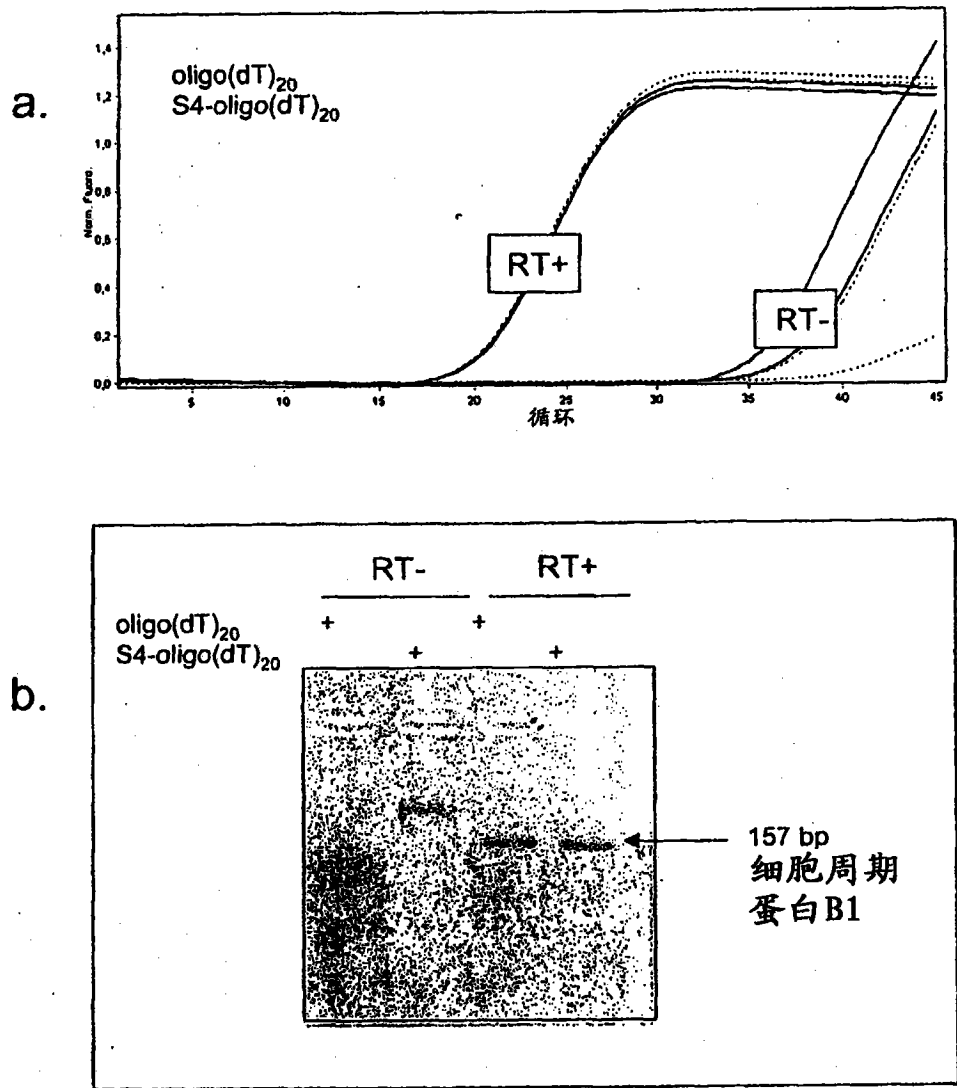 a.
oligo(dT)20
S4-oligo(dT)20
1,4
1,2
1,0
0,8
0,6
0,4
0,2
0,0
Norm. Fluoro.
RT+
RT-
5
10
15
20
25
30
35
40
45
循环
b.
RT-
RT+
oligo(dT)20
+
+
S4-oligo(dT)20
+
+
157 bp
细胞周期
蛋白B1